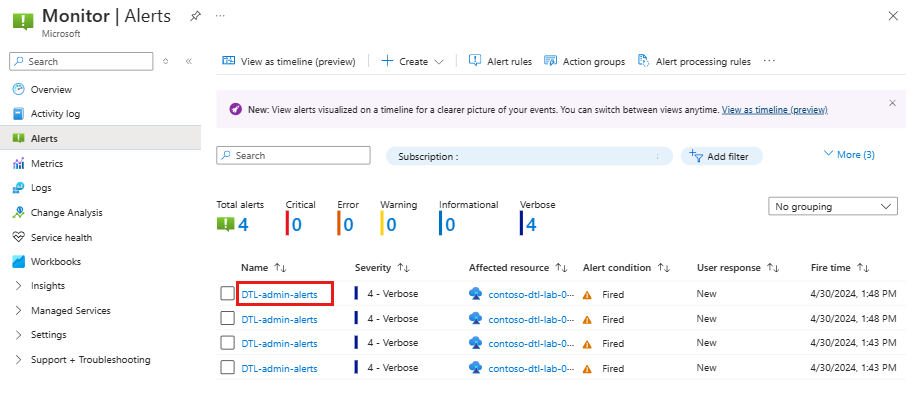 Monitor | Alerts ···
Microsoft
Search
«
Overview
Activity log
Alerts
Metrics
Logs
Change Analysis
Service health
Workbooks
Insights
Managed Services
Settings
Support + Troubleshooting
View as timeline (preview) Create Alert rules Action groups Alert processing rules ···
New: View alerts visualized on a timeline for a clearer picture of your events. You can switch between views anytime. View as timeline (preview)
Search Subscription : Add filter More (3)
Total alerts Critical Error Warning Informational Verbose
4 0 0 0 0 4
No grouping
Name Severity Affected resource Alert condition User response Fire time
DTL-admin-alerts 4 - Verbose contoso-dtl-lab-0··· Fired New 4/30/2024, 1:48 PM
DTL-admin-alerts 4 - Verbose contoso-dtl-lab-0··· Fired New 4/30/2024, 1:48 PM
DTL-admin-alerts 4 - Verbose contoso-dtl-lab-0··· Fired New 4/30/2024, 1:43 PM
DTL-admin-alerts 4 - Verbose contoso-dtl-lab-0··· Fired New 4/30/2024, 1:43 PM